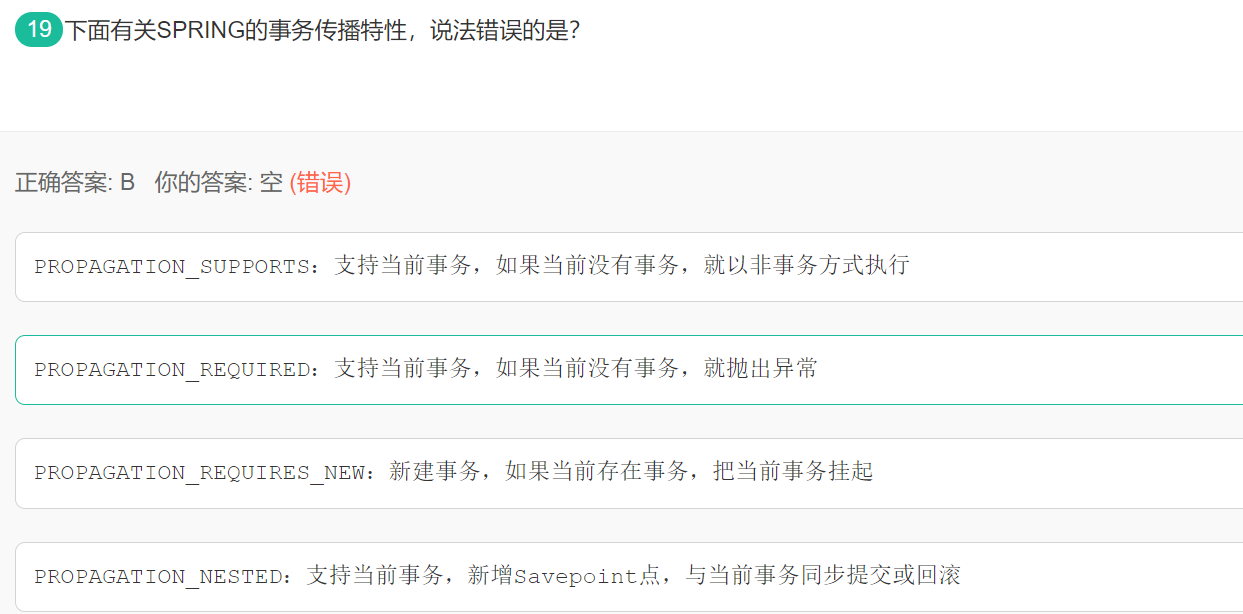 19 下面有关SPRING的事务传播特性，说法错误的是？
正确答案: B 你的答案: 空 (错误)
PROPAGATION_SUPPORTS：支持当前事务，如果当前没有事务，就以非事务方式执行
PROPAGATION_REQUIRED：支持当前事务，如果当前没有事务，就抛出异常
PROPAGATION_REQUIRES_NEW：新建事务，如果当前存在事务，把当前事务挂起
PROPAGATION_NESTED：支持当前事务，新增Savepoint点，与当前事务同步提交或回滚